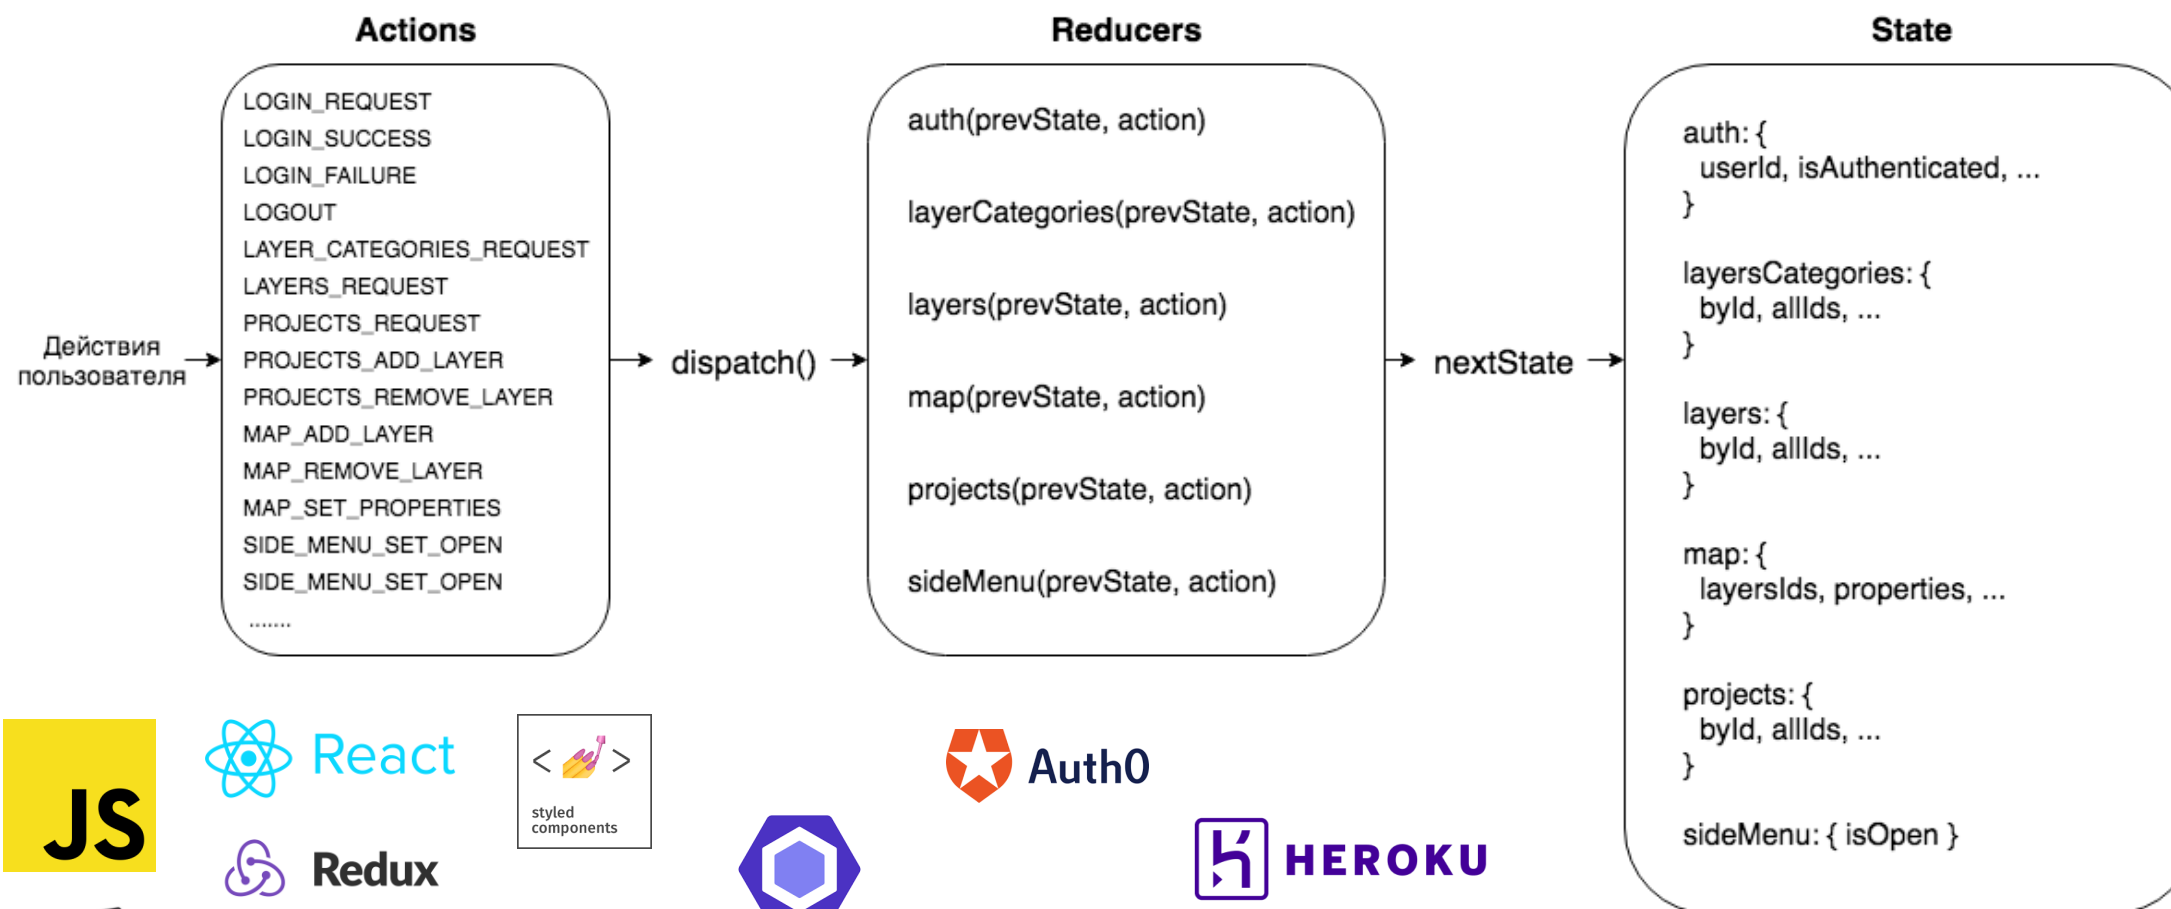 Actions
Reducers
State
LOGIN_REQUEST
LOGIN_SUCCESS
LOGIN_FAILURE
LOGOUT
LAYER_CATEGORIES_REQUEST
LAYERS_REQUEST
PROJECTS_REQUEST
PROJECTS_ADD_LAYER
PROJECTS_REMOVE_LAYER
MAP_ADD_LAYER
MAP_REMOVE_LAYER
MAP_SET_PROPERTIES
SIDE_MENU_SET_OPEN
SIDE_MENU_SET_OPEN
.......
Действия
пользователя
dispatch()
auth(prevState, action)
layerCategories(prevState, action)
layers(prevState, action)
map(prevState, action)
projects(prevState, action)
sideMenu(prevState, action)
nextState
auth: {
userId, isAuthenticated, ...
}
layersCategories: {
byId, allIds, ...
}
layers: {
byId, allIds, ...
}
map: {
layersIds, properties, ...
}
projects: {
byId, allIds, ...
}
sideMenu: { isOpen }
JS
React
Redux
< >
styled
components
Auth0
HEROKU